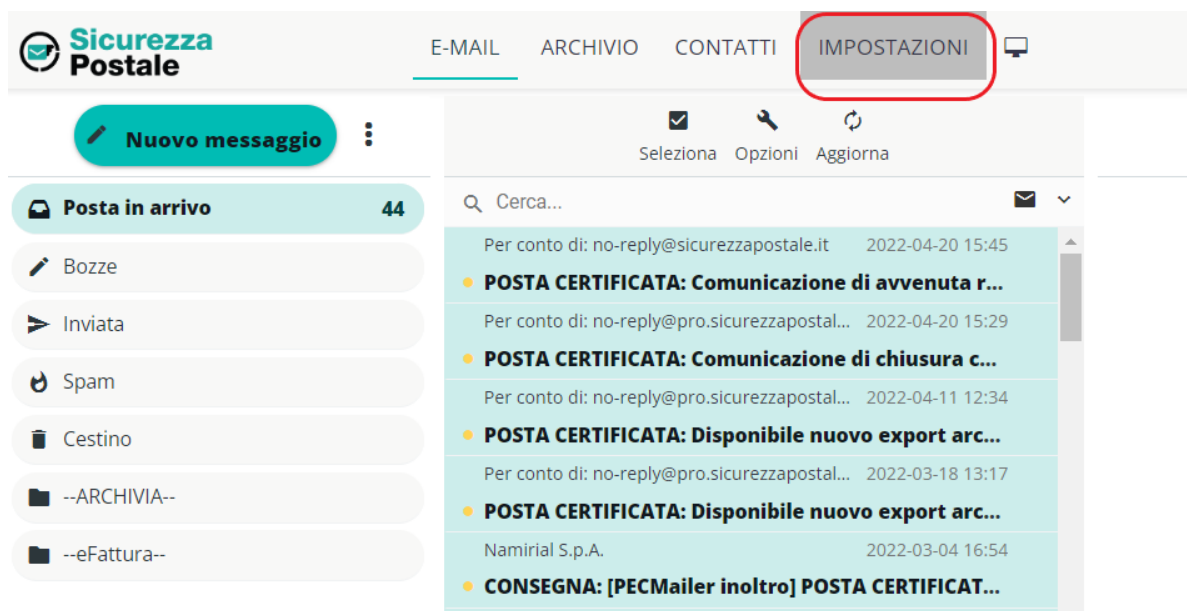 Sicurezza
Postale
E-MAIL ARCHIVIO CONTATTI IMPOSTAZIONI
Nuovo messaggio
Seleziona Opzioni Aggiorna
Posta in arrivo 44
Bozze
Inviata
Spam
Cestino
--ARCHIVIA--
--eFattura--
Cerca...
Per conto di: no-reply@sicurezzapostale.it 2022-04-20 15:45
POSTA CERTIFICATA: Comunicazione di avvenuta r...
Per conto di: no-reply@pro.sicurezzapostal... 2022-04-20 15:29
POSTA CERTIFICATA: Comunicazione di chiusura c...
Per conto di: no-reply@pro.sicurezzapostal... 2022-04-11 12:34
POSTA CERTIFICATA: Disponibile nuovo export arc...
Per conto di: no-reply@pro.sicurezzapostal... 2022-03-18 13:17
POSTA CERTIFICATA: Disponibile nuovo export arc...
Namirial S.p.A. 2022-03-04 16:54
CONSEGNA: [PECMailer inoltro] POSTA CERTIFICAT...